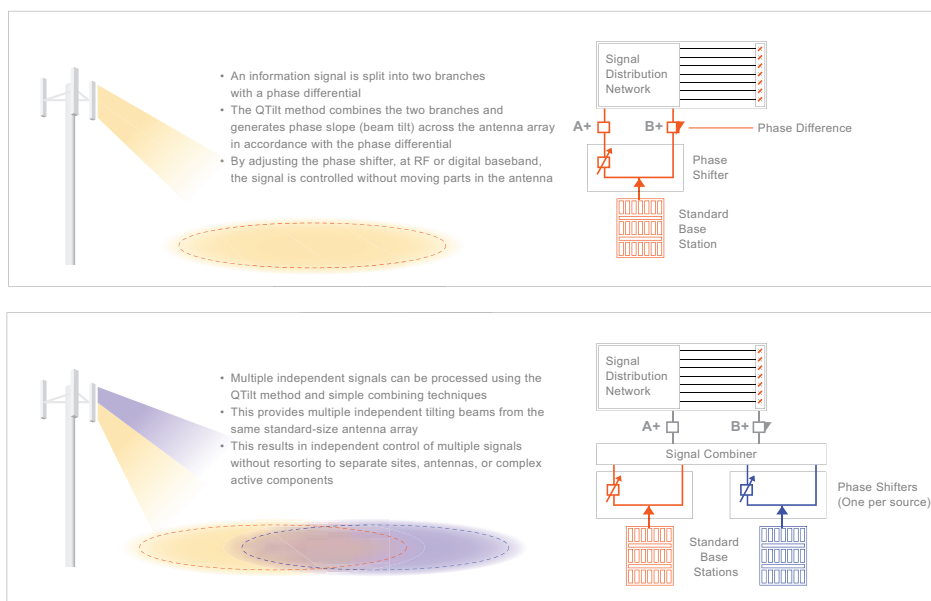 • An information signal is split into two branches
with a phase differential
• The QTilt method combines the two branches and
generates phase slope (beam tilt) across the antenna array
in accordance with the phase differential
• By adjusting the phase shifter, at RF or digital baseband,
the signal is controlled without moving parts in the antenna
Signal
Distribution
Network
A+
B+
Phase Difference
Phase
Shifter
Standard
Base
Station
• Multiple independent signals can be processed using the
QTilt method and simple combining techniques
• This provides multiple independent tilting beams from the
same standard-size antenna array
• This results in independent control of multiple signals
without resorting to separate sites, antennas, or complex
active components
Signal
Distribution
Network
A+
B+
Signal Combiner
Phase Shifters
(One per source)
Standard
Base
Stations